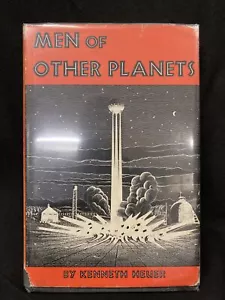 MEN OF
OTHER PLANETS
BY KENNETH HEUER